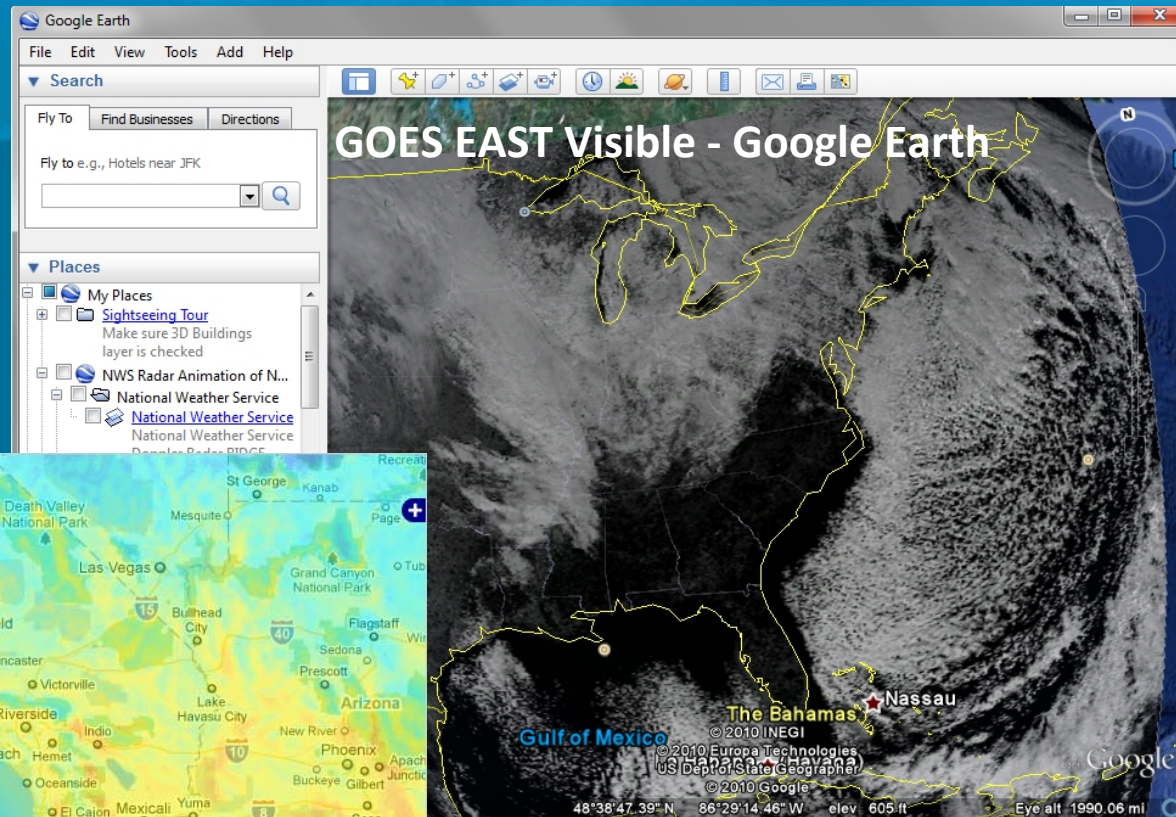 Google Earth
File Edit View Tools Add Help
Search
Fly To Find Businesses Directions
Fly to e.g., Hotels near JFK
Places
My Places
Sightseeing Tour
Make sure 3D Buildings
layer is checked
NWS Radar Animation of N...
National Weather Service
National Weather Service
National Weather Service
GOES EAST Visible - Google Earth
N
Nassau
The Bahamas
© 2010 INEGI
Gulf of Mexico
© 2010 Europa Technologies
(Havana)
US Dept of State Geographer
© 2010 Google
Google
48°38'47.39" N 86°29'14.46" W elev 605 ft Eye alt 1990.06 mi
St George
Kanab
Death Valley
National Park
Mesquite
Page
Las Vegas
Grand Canyon
National Park
15
Bullhead
City
40
Flagstaff
Sedona
Victorville
Prescott
Lake
Havasu City
Arizona
Riverside
Indio
New River
Hemet
10
Phoenix
Oceanside
Buckeye Gilbert
El Cajon Mexicali Yuma
8